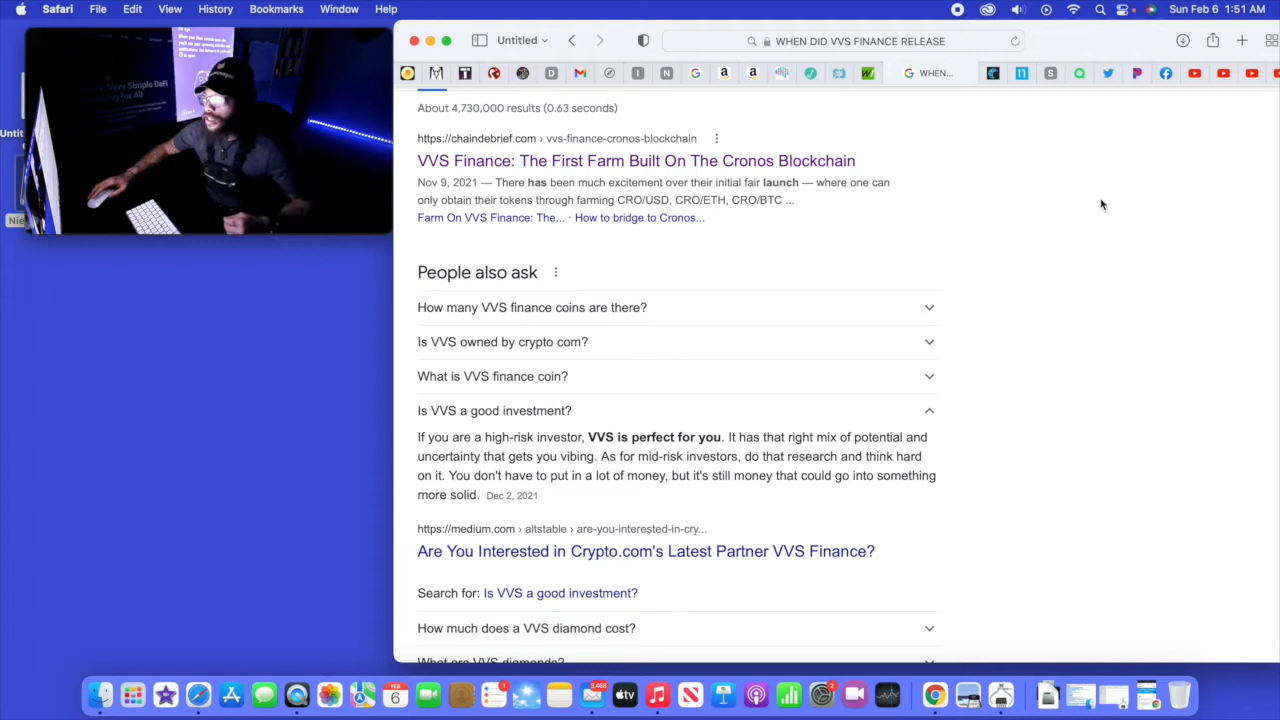 Safari File Edit View History Bookmarks Window Help
Sun Feb 6 1:51 AM
Untitled
WHEN DID VVS FINANCE RELEASE
WHEN...
About 4,730,000 results (0.63 seconds)
https://chaindebrief.com › vvs-finance-cronos-blockchain
VVS Finance: The First Farm Built On The Cronos Blockchain
Nov 9, 2021 — There has been much excitement over their initial fair launch — where one can
only obtain their tokens through farming CRO/USD, CRO/ETH, CRO/BTC ...
Farm On VVS Finance: The... · How to bridge to Cronos...
People also ask
How many VVS finance coins are there?
Is VVS owned by crypto com?
What is VVS finance coin?
Is VVS a good investment?
If you are a high-risk investor, VVS is perfect for you. It has that right mix of potential and
uncertainty that gets you vibing. As for mid-risk investors, do that research and think hard
on it. You don't have to put in a lot of money, but it's still money that could go into something
more solid. Dec 2, 2021
https://medium.com › altstable › are-you-interested-in-cry...
Are You Interested in Crypto.com's Latest Partner VVS Finance?
Search for: Is VVS a good investment?
How much does a VVS diamond cost?
What are VVS diamonds?
Untit
Nie
FEB
6
tv